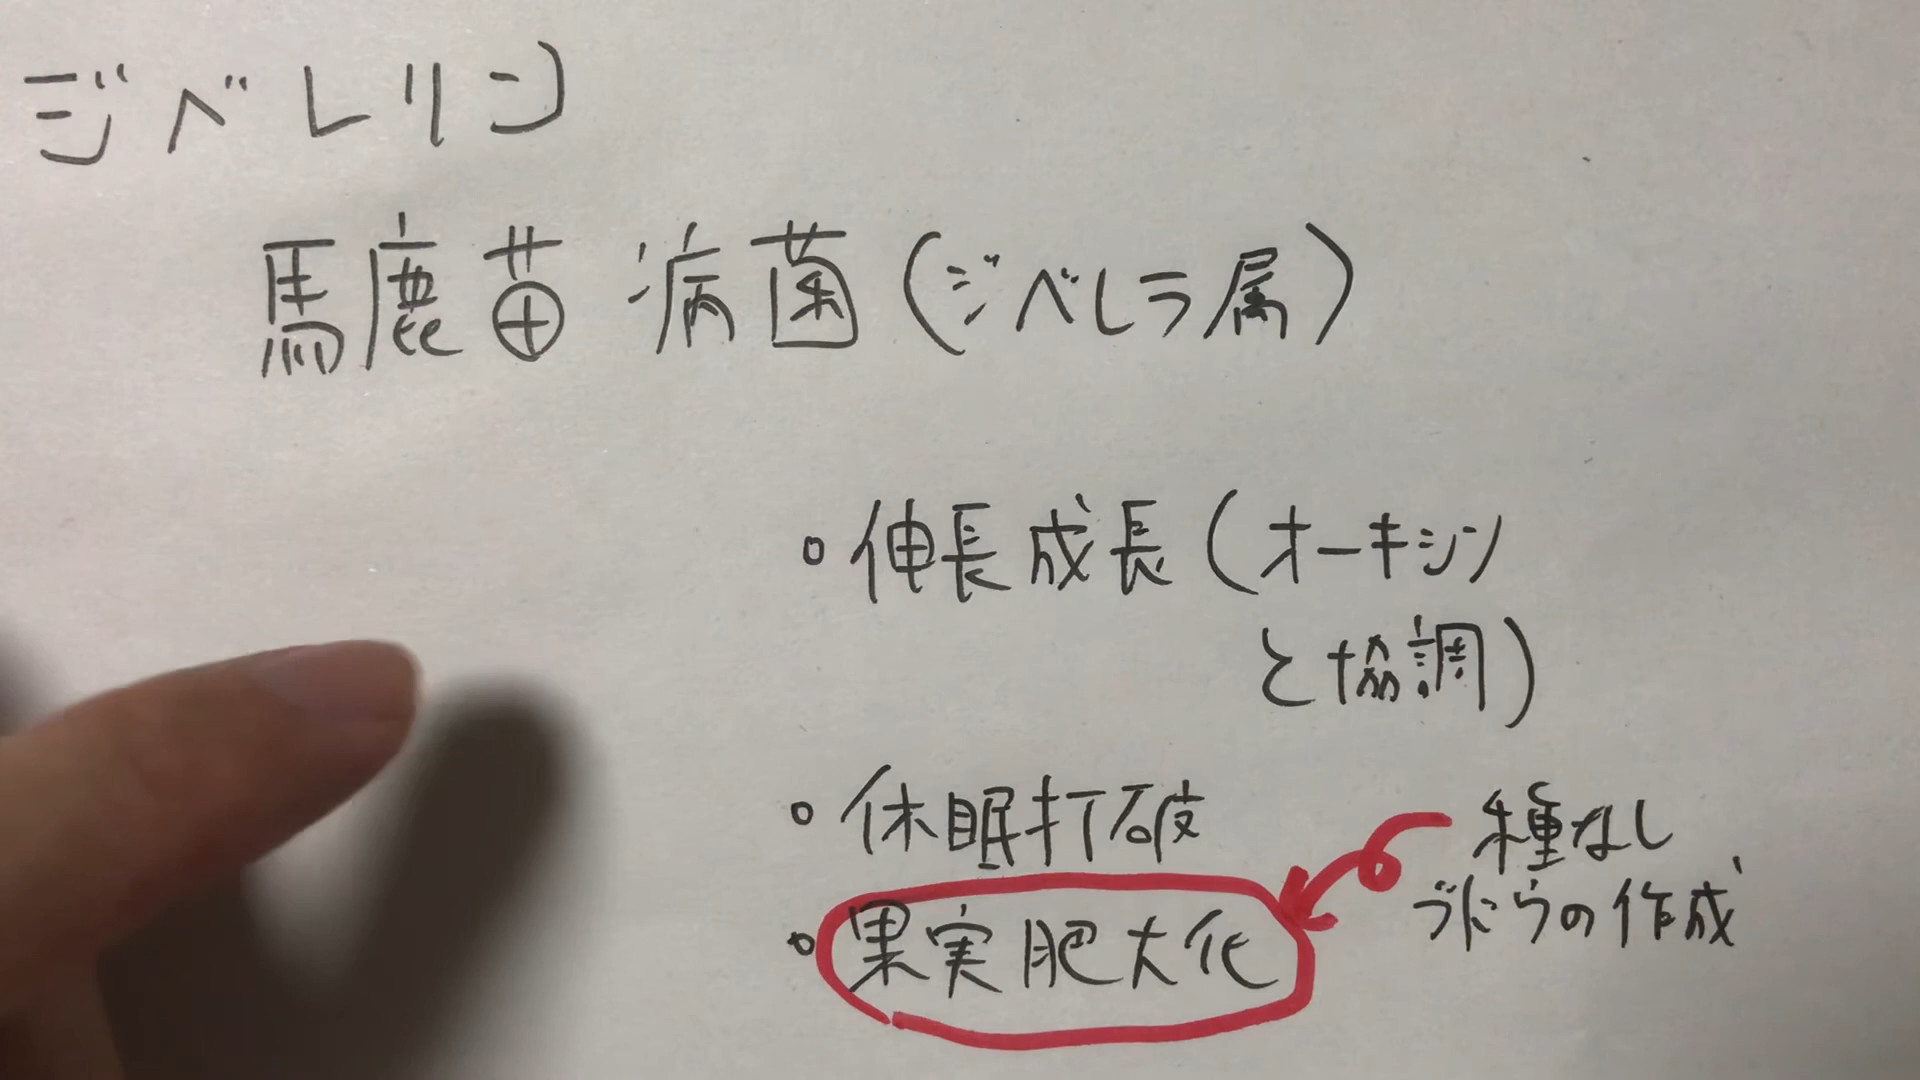 ジベレリン
馬鹿苗病菌(ジベレラ属)
。伸長成長(オーキシン
と協調)
。休眠打破
。果実肥大化
種なし
ブドウの作成